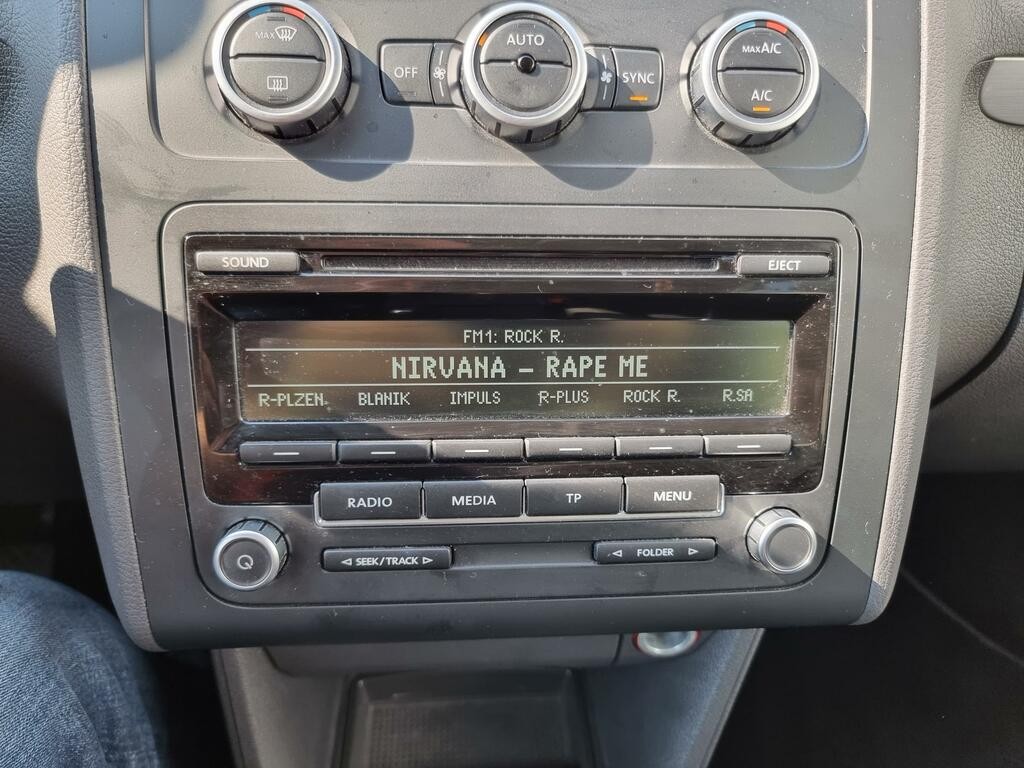 MAX
AUTO
OFF
SYNC
MAX A/C
A/C
SOUND
EJECT
FM1: ROCK R.
NIRVANA - RAPE ME
R-PLZEN BLANIK IMPULS R-PLUS ROCK R. R.SA
RADIO MEDIA TP MENU
SEEK/TRACK
FOLDER